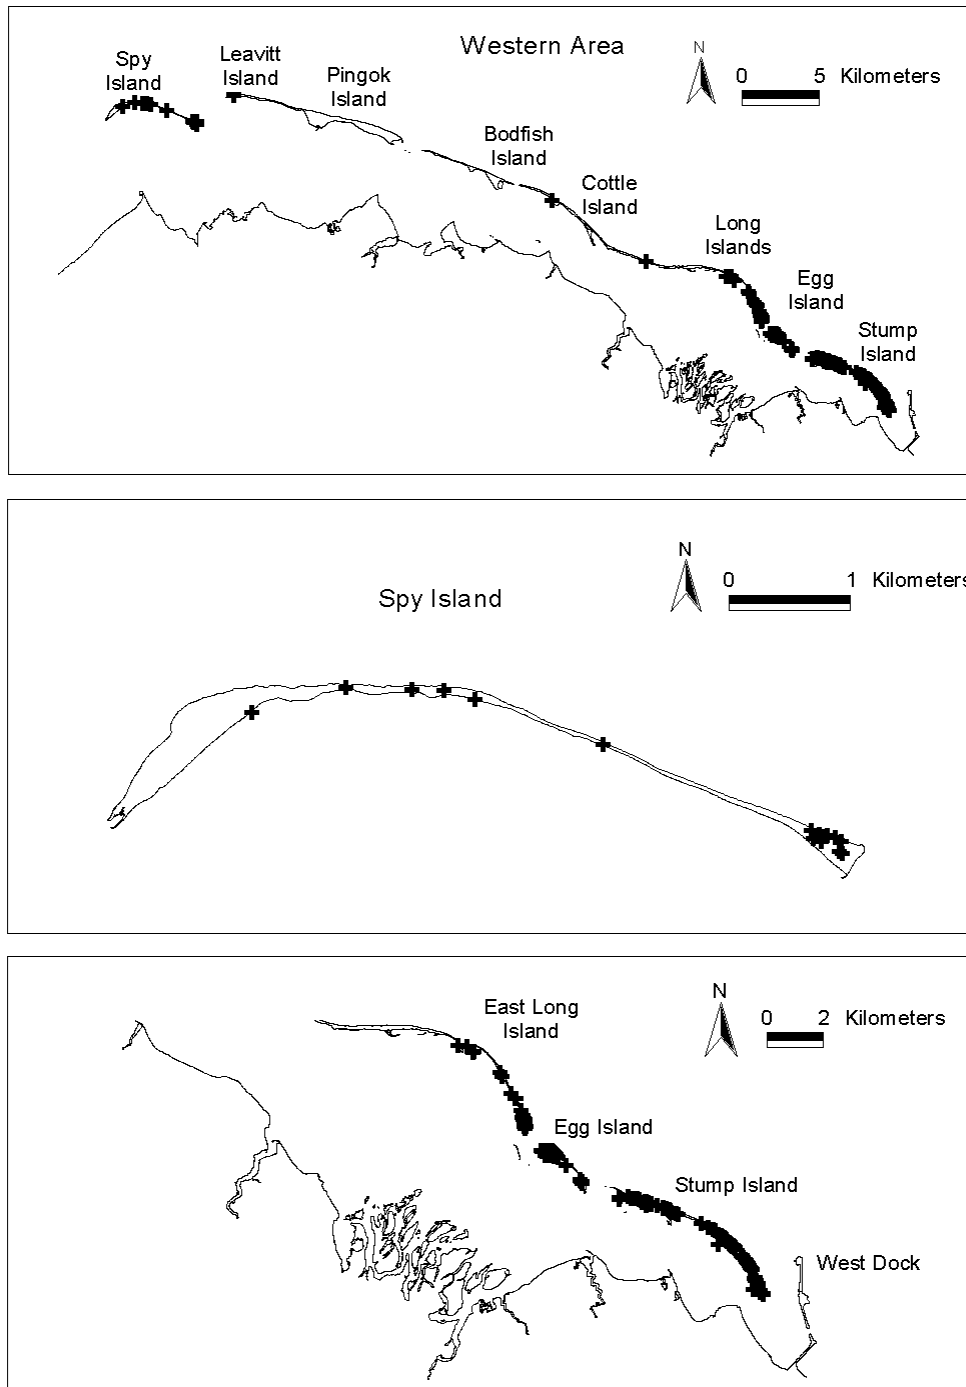 Western Area
N
0 5 Kilometers
Spy
Island
Leavitt
Island
Pingok
Island
Bodfish
Island
Cottle
Island
Long
Islands
Egg
Island
Stump
Island
N
0 1 Kilometers
Spy Island
N
0 2 Kilometers
East Long
Island
Egg Island
Stump Island
West Dock